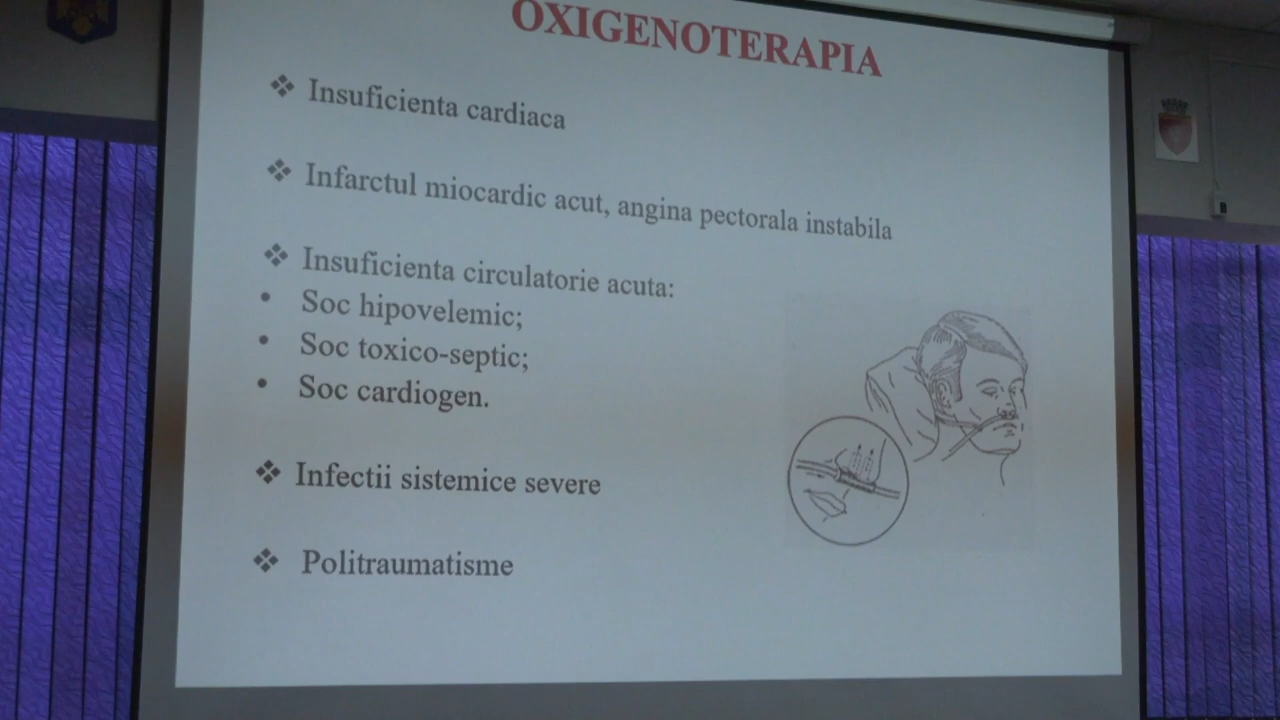 OXIGENOTERAPIA
❖ Insuficienta cardiaca
❖ Infarctul miocardic acut, angina pectorala instabila
❖ Insuficienta circulatorie acuta:
• Soc hipovelemic;
• Soc toxico-septic;
• Soc cardiogen.
❖ Infectii sistemice severe
❖ Politraumatisme